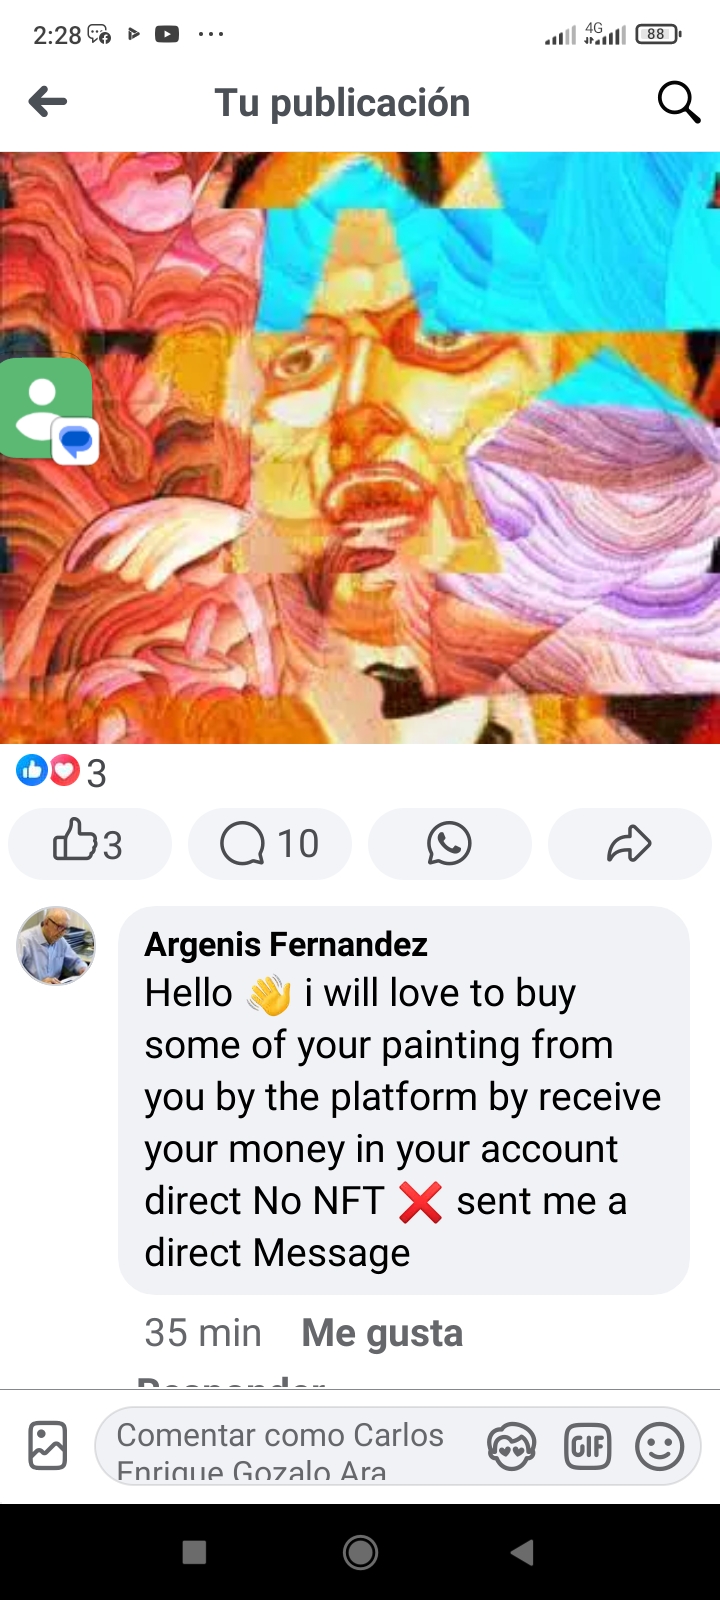 2:28
4G
88
Tu publicación
3
3
10
Argenis Fernandez
Hello 👋 i will love to buy
some of your painting from
you by the platform by receive
your money in your account
direct No NFT ❌ sent me a
direct Message
35 min Me gusta
Responder
Comentar como Carlos
Enrique Gozalo Ara
GIF